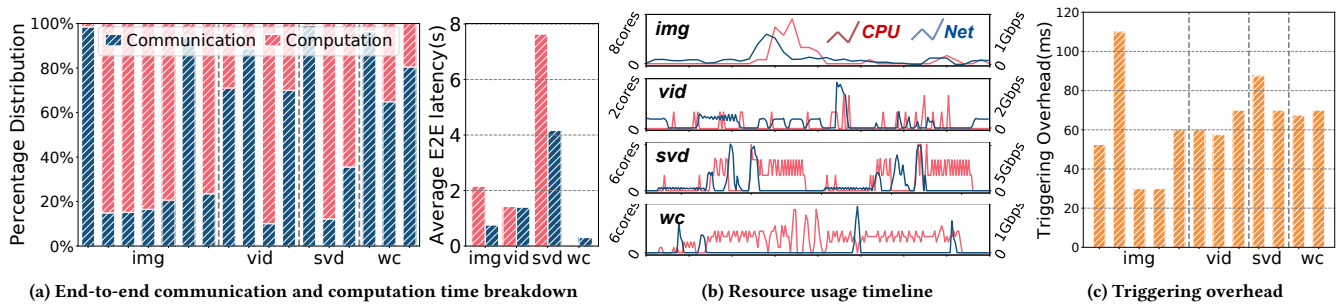 100%
80%
60%
40%
20%
0%
Percentage Distribution
Communication
Computation
img
vid
svd
wc
8
6
4
2
0
Average E2E latency(s)
img vid svd wc
(a) End-to-end communication and computation time breakdown
8cores
0
img
CPU
Net
1Gbps
0
2cores
0
vid
2Gbps
0
6cores
0
svd
5Gbps
0
6cores
0
wc
1Gbps
0
(b) Resource usage timeline
120
100
80
60
40
20
0
Triggering Overhead(ms)
img
vid
svd
wc
(c) Triggering overhead